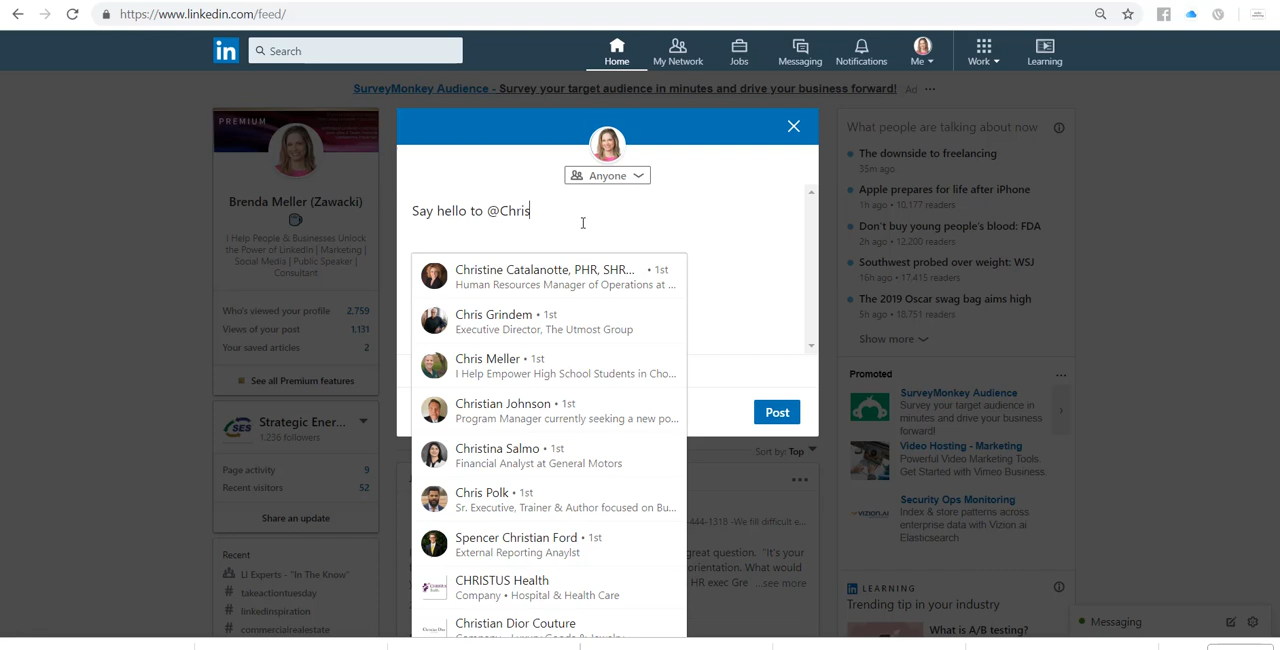 https://www.linkedin.com/feed/
in
Search
Home
My Network
Jobs
Messaging
Notifications
Me
Work
Learning
SurveyMonkey Audience - Survey your target audience in minutes and drive your business forward! Ad ...
PREMIUM
Brenda Meller (Zawacki)
I Help People & Businesses Unlock
the Power of LinkedIn | Marketing |
Social Media | Public Speaker |
Consultant
Who's viewed your profile 2,759
Views of your post 1,131
Your saved articles 2
See all Premium features
SES
Strategic Ener...
1,236 followers
Page activity 9
Recent visitors 52
Share an update
Recent
LI Experts - "In The Know"
# takeactiontuesday
# linkedinspiration
# commercialrealestate
Anyone
Say hello to @Chris
Christine Catalanotte, PHR, SHR... • 1st
Human Resources Manager of Operations at ...
Chris Grindem • 1st
Executive Director, The Utmost Group
Chris Meller • 1st
I Help Empower High School Students in Cho...
Christian Johnson • 1st
Program Manager currently seeking a new po...
Christina Salmo • 1st
Financial Analyst at General Motors
Chris Polk • 1st
Sr. Executive, Trainer & Author focused on Bu...
Spencer Christian Ford • 1st
External Reporting Anaylst
CHRISTUS Health
Company • Hospital & Health Care
Christian Dior Couture
Post
Sort by: Top
-444-1318 -We fill difficult e...
great question. "It's your
orientation. What would
HR exec Gre ...see more
What people are talking about now
The downside to freelancing
35m ago
Apple prepares for life after iPhone
1h ago • 10,177 readers
Don't buy young people's blood: FDA
2h ago • 12,200 readers
Southwest probed over weight: WSJ
16h ago • 17,415 readers
The 2019 Oscar swag bag aims high
5h ago • 18,751 readers
Show more
Promoted ...
SurveyMonkey Audience
Survey your target audience in
minutes and drive your business
forward!
Video Hosting - Marketing
Powerful Video Marketing Tools.
Get Started with Vimeo Business.
vizion.ai
Security Ops Monitoring
Index & store patterns across
enterprise data with Vizion ai
Elasticsearch
in LEARNING
Trending tip in your industry
What is A/B testing?
Messaging